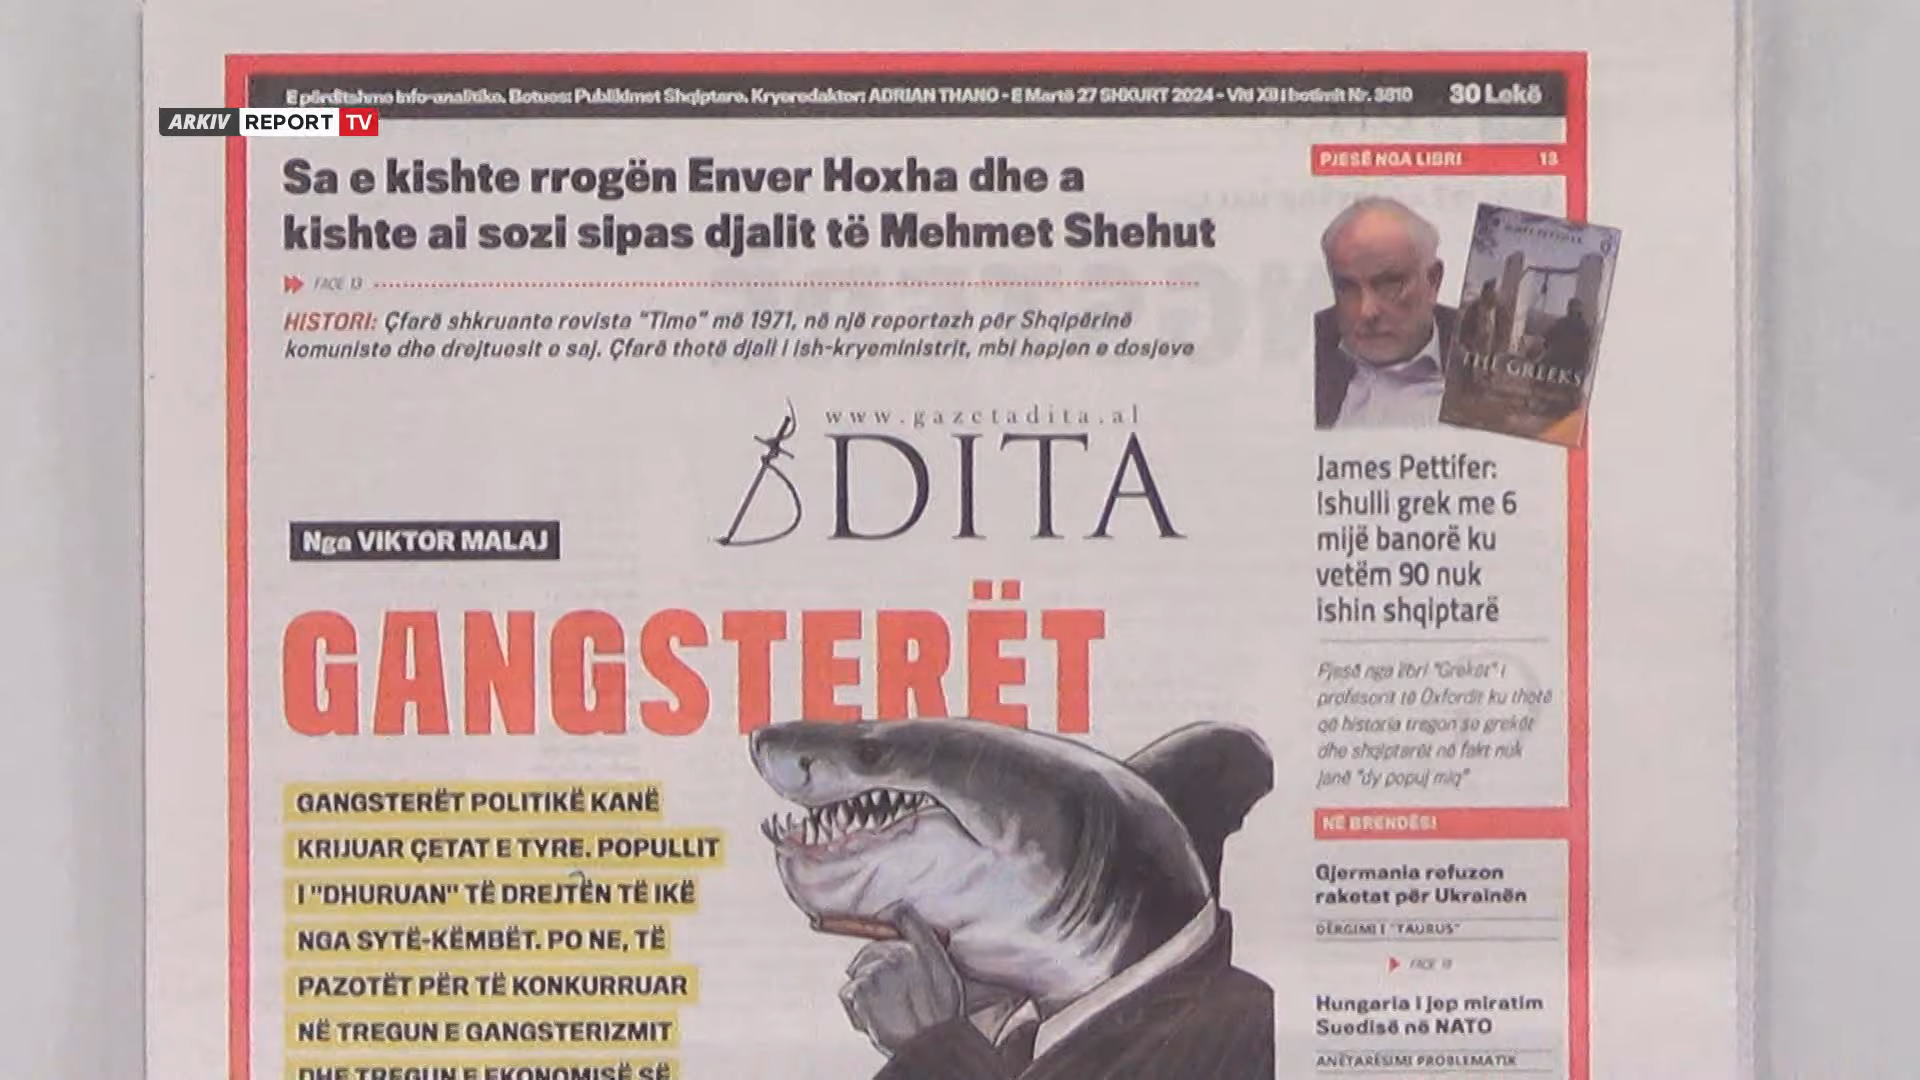 E përditshme info-analitike. Botues: Publikimet Shqiptare. Kryeredaktor: ADRIAN THANO - E Martë 27 SHKURT 2024 - Viti XII i botimit Nr. 3810 30 Lekë
ARKIV REPORT TV
Sa e kishte rrogën Enver Hoxha dhe a
kishte ai sozi sipas djalit të Mehmet Shehut
FAQE 13
HISTORI: Çfarë shkruante revista "Time" më 1971, në një reportazh për Shqipërinë
komuniste dhe drejtuesit e saj. Çfarë thotë djali i ish-kryeministrit, mbi hapjen e dosjeve
www.gazetadita.al
DITA
Nga VIKTOR MALAJ
GANGSTERËT
GANGSTERËT POLITIKË KANË
KRIJUAR ÇETAT E TYRE. POPULLIT
I "DHURUAN" TË DREJTËN TË IKË
NGA SYTË-KËMBËT. PO NE, TË
PAZOTËT PËR TË KONKURRUAR
NË TREGUN E GANGSTERIZMIT
DHE TREGUN E EKONOMISË SË
PJESË NGA LIBRI 13
THE GREEKS
James Pettifer:
Ishulli grek me 6
mijë banorë ku
vetëm 90 nuk
ishin shqiptarë
Pjesë nga libri "Grekët" i
profesorit të Oxfordit ku thotë
që historia tregon se grekët
dhe shqiptarët në fakt nuk
janë "dy popuj miq"
NË BRENDËSI
Gjermania refuzon
raketat për Ukrainën
DËRGIMI I "TAURUS"
FAQE
Hungaria i jep miratim
Suedisë në NATO
ANËTARËSIMI PROBLEMATIK